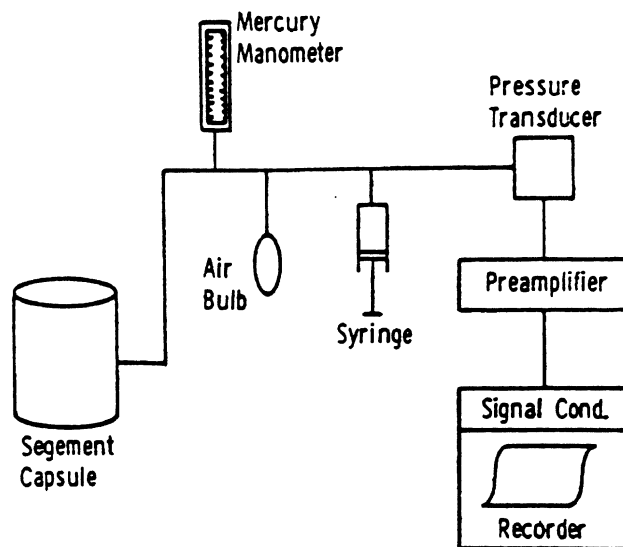 Mercury
Manometer
Pressure
Transducer
Air
Bulb
Syringe
Preamplifier
Segement
Capsule
Signal Cond.
Recorder